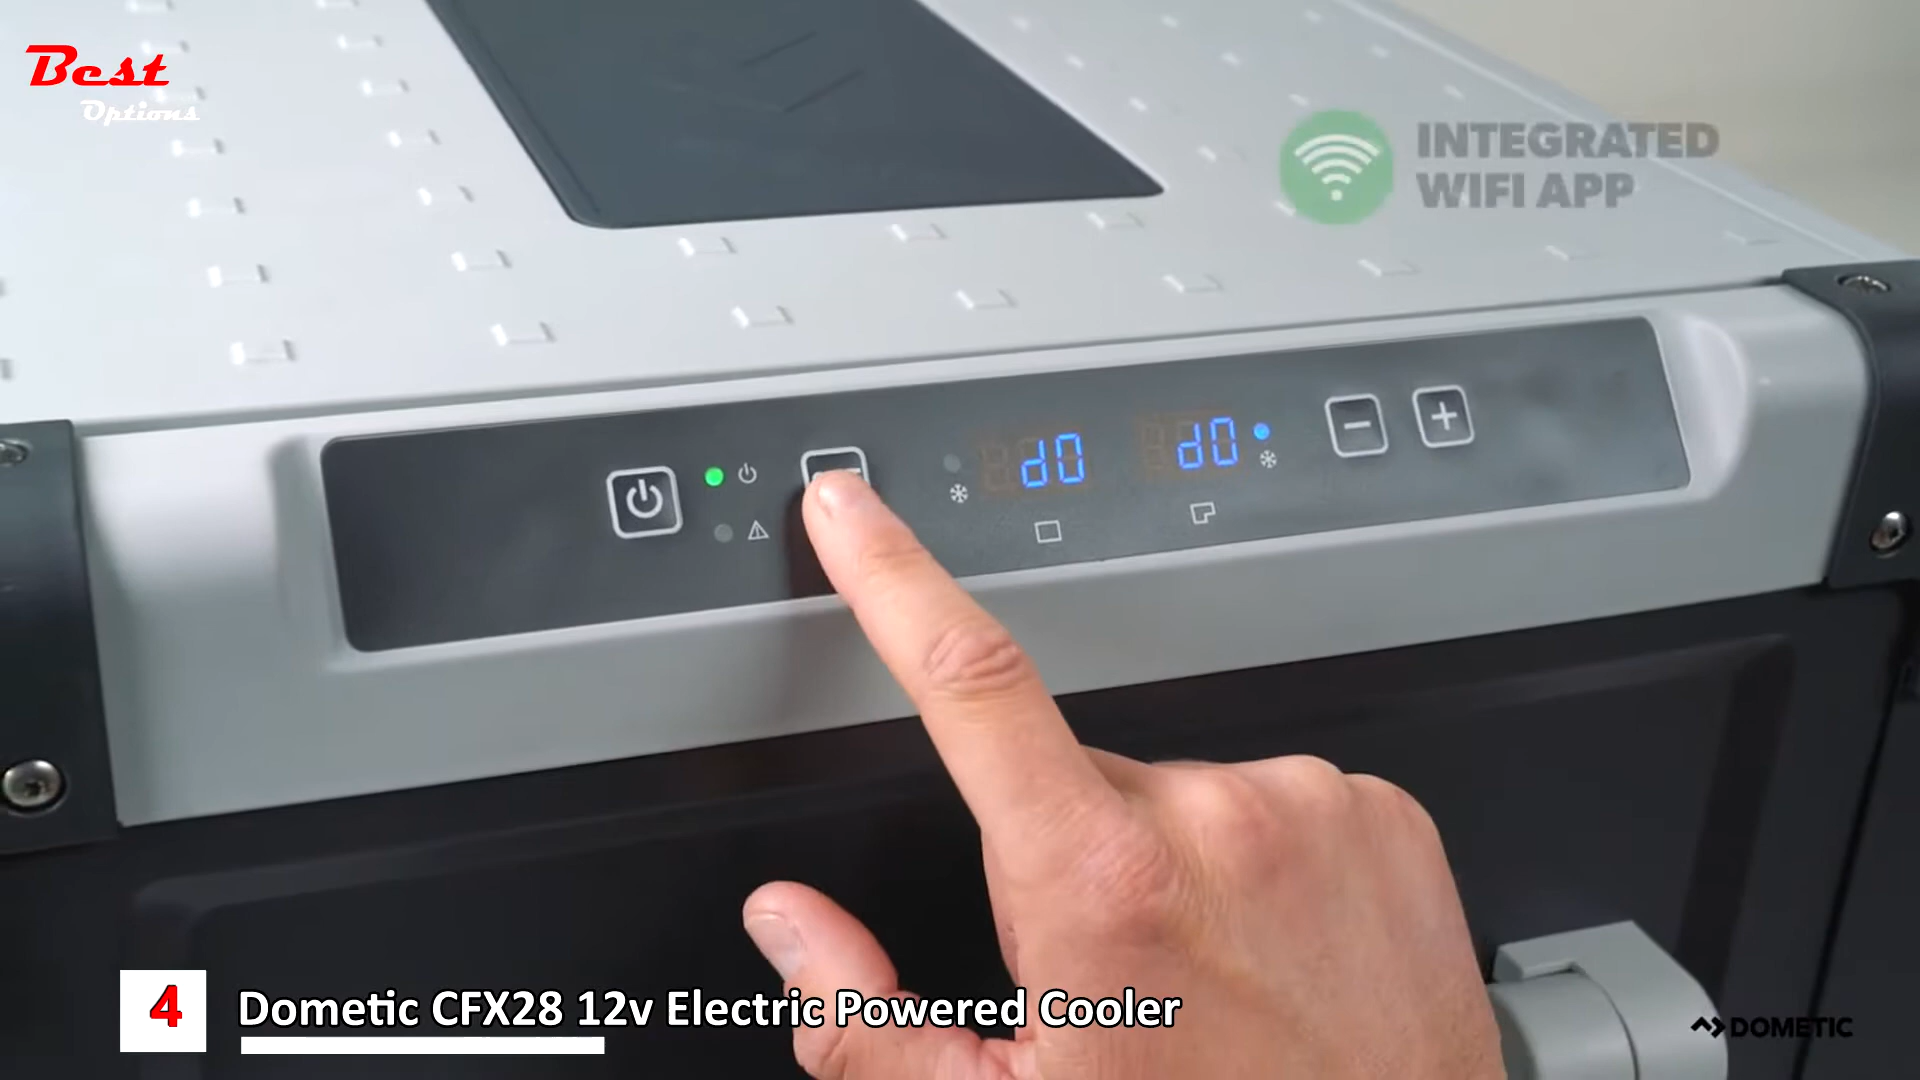 Best
Options
INTEGRATED
WIFI APP
d0 d0
4 Dometic CFX28 12v Electric Powered Cooler
DOMETIC